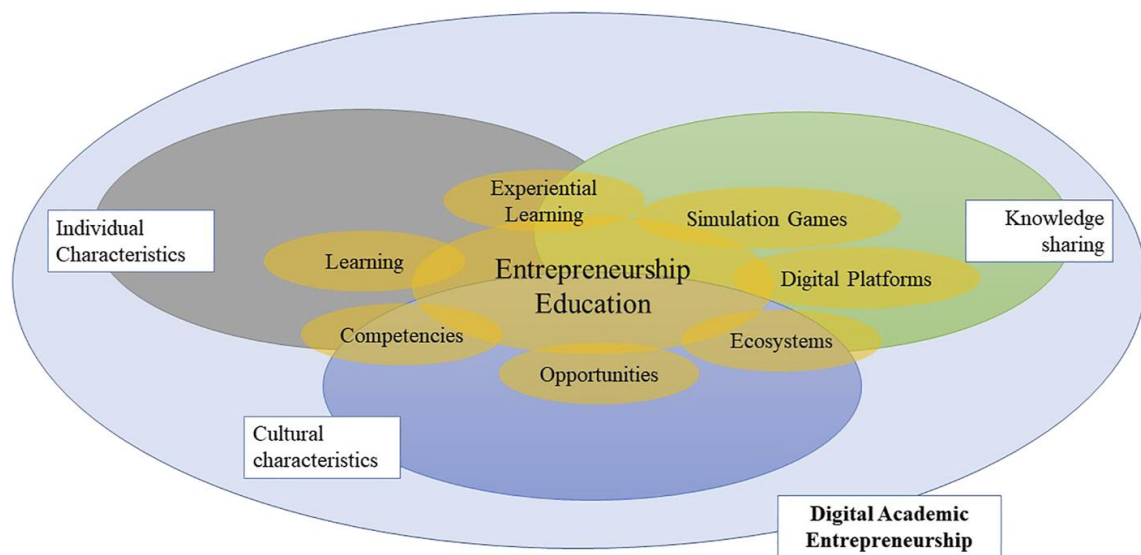 Experiential
Learning
Simulation Games
Individual
Characteristics
Knowledge
sharing
Learning
Entrepreneurship
Education
Digital Platforms
Competencies
Ecosystems
Opportunities
Cultural
characteristics
Digital Academic
Entrepreneurship